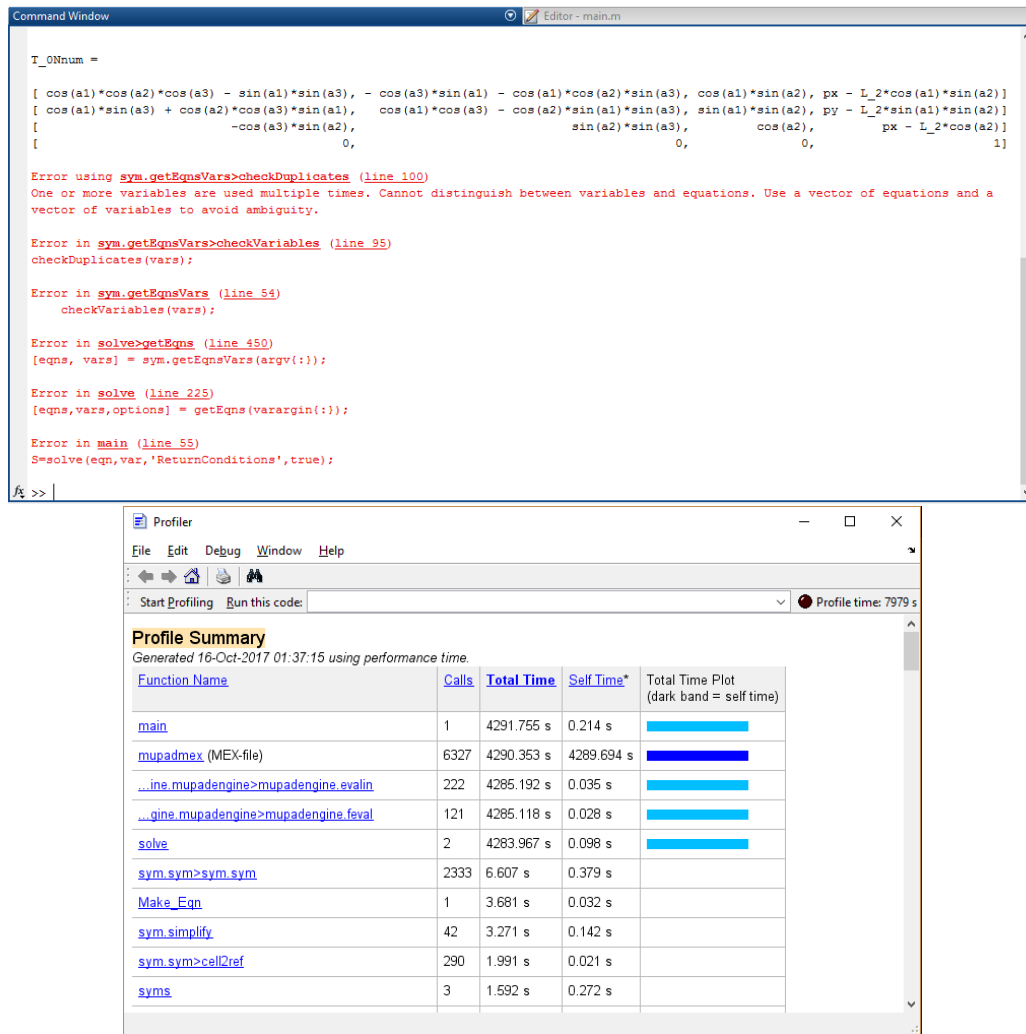 Command Window
Editor - main.m
T_0Nnum =
[ cos(a1)*cos(a2)*cos(a3) - sin(a1)*sin(a3), - cos(a3)*sin(a1) - cos(a1)*cos(a2)*sin(a3), cos(a1)*sin(a2), px - L_2*cos(a1)*sin(a2)]
[ cos(a1)*sin(a3) + cos(a2)*cos(a3)*sin(a1),   cos(a1)*cos(a3) - cos(a2)*sin(a1)*sin(a3), sin(a1)*sin(a2), py - L_2*sin(a1)*sin(a2)]
[                          -cos(a3)*sin(a2),                             sin(a2)*sin(a3),         cos(a2),         px - L_2*cos(a2)]
[                                         0,                                           0,               0,                        1]
Error using sym.getEqnsVars>checkDuplicates (line 100)
One or more variables are used multiple times. Cannot distinguish between variables and equations. Use a vector of equations and a
vector of variables to avoid ambiguity.
Error in sym.getEqnsVars>checkVariables (line 95)
checkDuplicates(vars);
Error in sym.getEqnsVars (line 54)
    checkVariables(vars);
Error in solve>getEqns (line 450)
[eqns, vars] = sym.getEqnsVars(argv{:});
Error in solve (line 225)
[eqns,vars,options] = getEqns(varargin{:});
Error in main (line 55)
S=solve(eqn,var,'ReturnConditions',true);
fx >>
Profiler
File Edit Debug Window Help
Start Profiling Run this code: Profile time: 7979 s
Profile Summary
Generated 16-Oct-2017 01:37:15 using performance time.
Function Name Calls Total Time Self Time* Total Time Plot
(dark band = self time)
main 1 4291.755 s 0.214 s
mupadmex (MEX-file) 6327 4290.353 s 4289.694 s
...ine.mupadengine>mupadengine.evalin 222 4285.192 s 0.035 s
...gine.mupadengine>mupadengine.feval 121 4285.118 s 0.028 s
solve 2 4283.967 s 0.098 s
sym.sym>sym.sym 2333 6.607 s 0.379 s
Make_Eqn 1 3.681 s 0.032 s
sym.simplify 42 3.271 s 0.142 s
sym.sym>cell2ref 290 1.991 s 0.021 s
syms 3 1.592 s 0.272 s